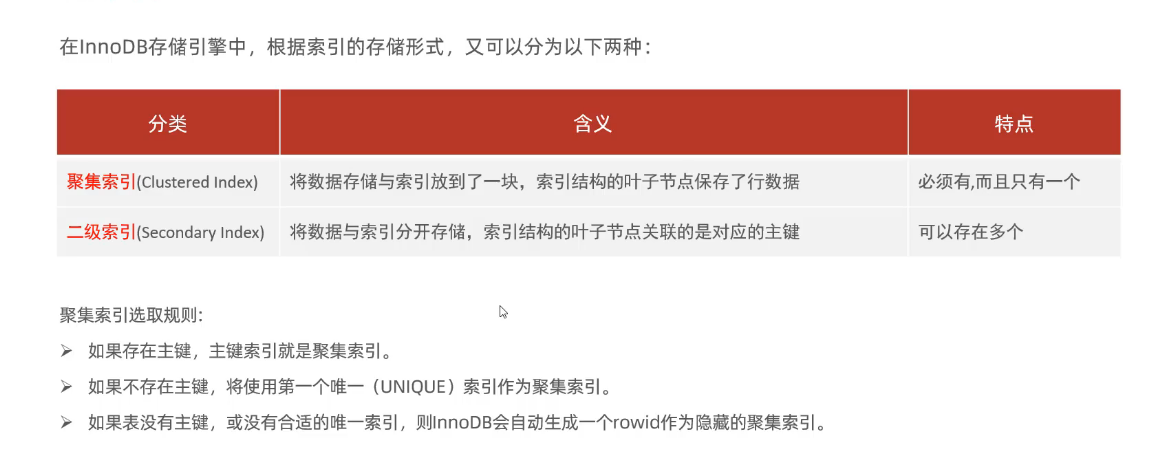 在InnoDB存储引擎中，根据索引的存储形式，又可以分为以下两种：
分类 含义 特点
聚集索引(Clustered Index) 将数据存储与索引放到了一块，索引结构的叶子节点保存了行数据 必须有,而且只有一个
二级索引(Secondary Index) 将数据与索引分开存储，索引结构的叶子节点关联的是对应的主键 可以存在多个
聚集索引选取规则:
➢ 如果存在主键，主键索引就是聚集索引。
➢ 如果不存在主键，将使用第一个唯一（UNIQUE）索引作为聚集索引。
➢ 如果表没有主键，或没有合适的唯一索引，则InnoDB会自动生成一个rowid作为隐藏的聚集索引。